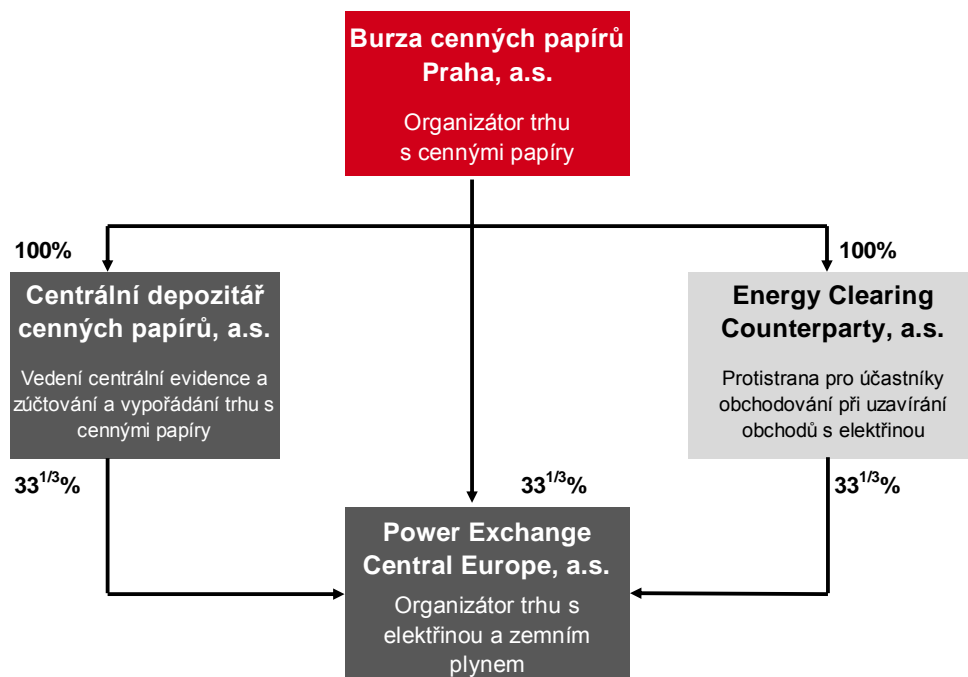 Burza cenných papírů
Praha, a.s.
Organizátor trhu
s cennými papíry
100%
100%
Centrální depozitář
cenných papírů, a.s.
Vedení centrální evidence a
zúčtování a vypořádání trhu s
cennými papíry
Energy Clearing
Counterparty, a.s.
Protistrana pro účastníky
obchodování při uzavírání
obchodů s elektřinou
33^1/3%
33^1/3%
33^1/3%
Power Exchange
Central Europe, a.s.
Organizátor trhu s
elektřinou a zemním
plynem